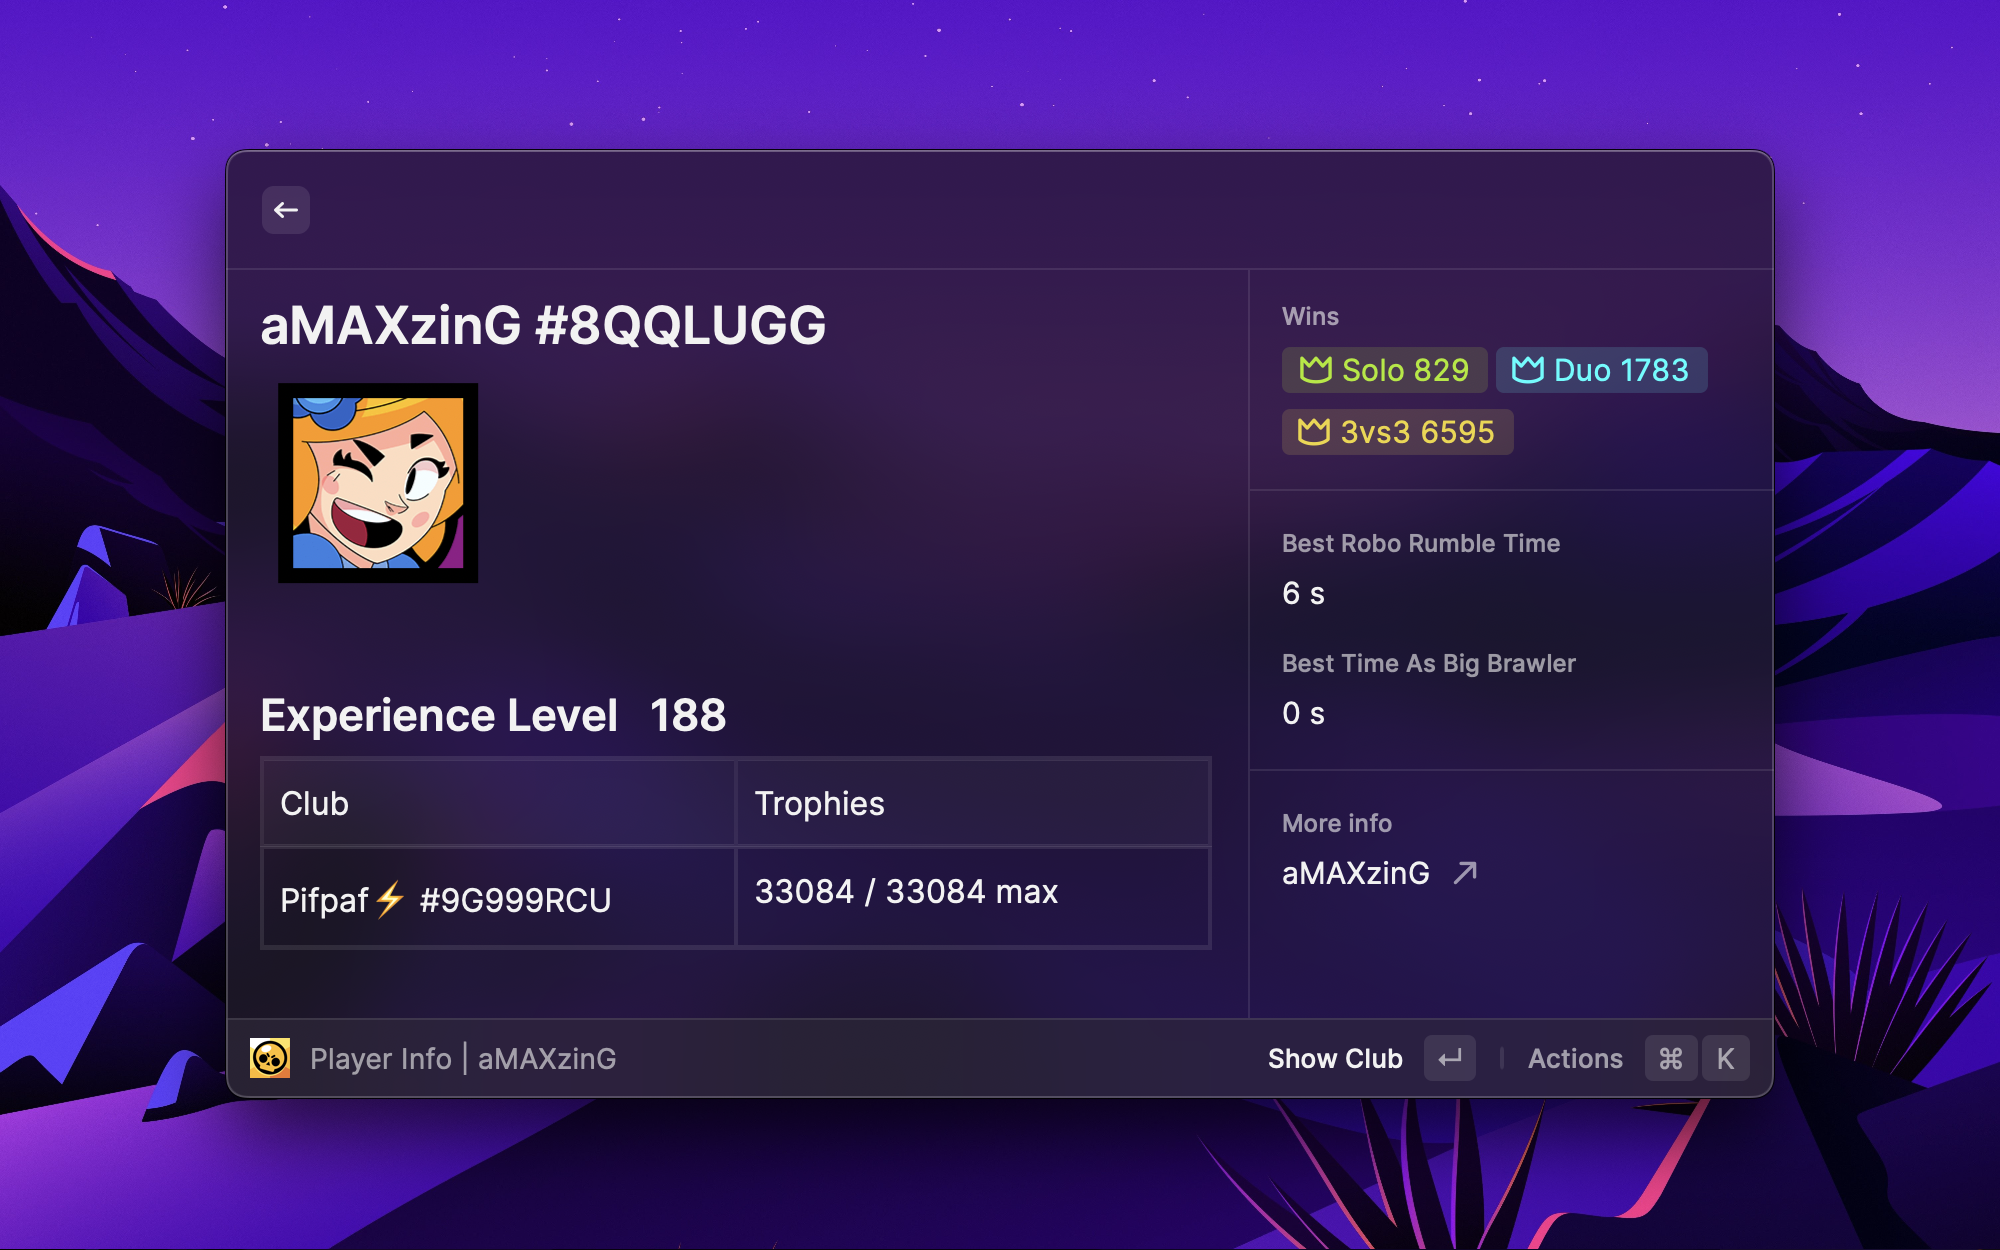 aMAXzinG #8QQLUGG
Experience Level 188
Club
Trophies
Pifpaf⚡ #9G999RCU
33084 / 33084 max
Wins
Solo 829
Duo 1783
3vs3 6595
Best Robo Rumble Time
6 s
Best Time As Big Brawler
0 s
More info
aMAXzinG ↗
Player Info | aMAXzinG
Show Club ↵ | Actions ⌘ K